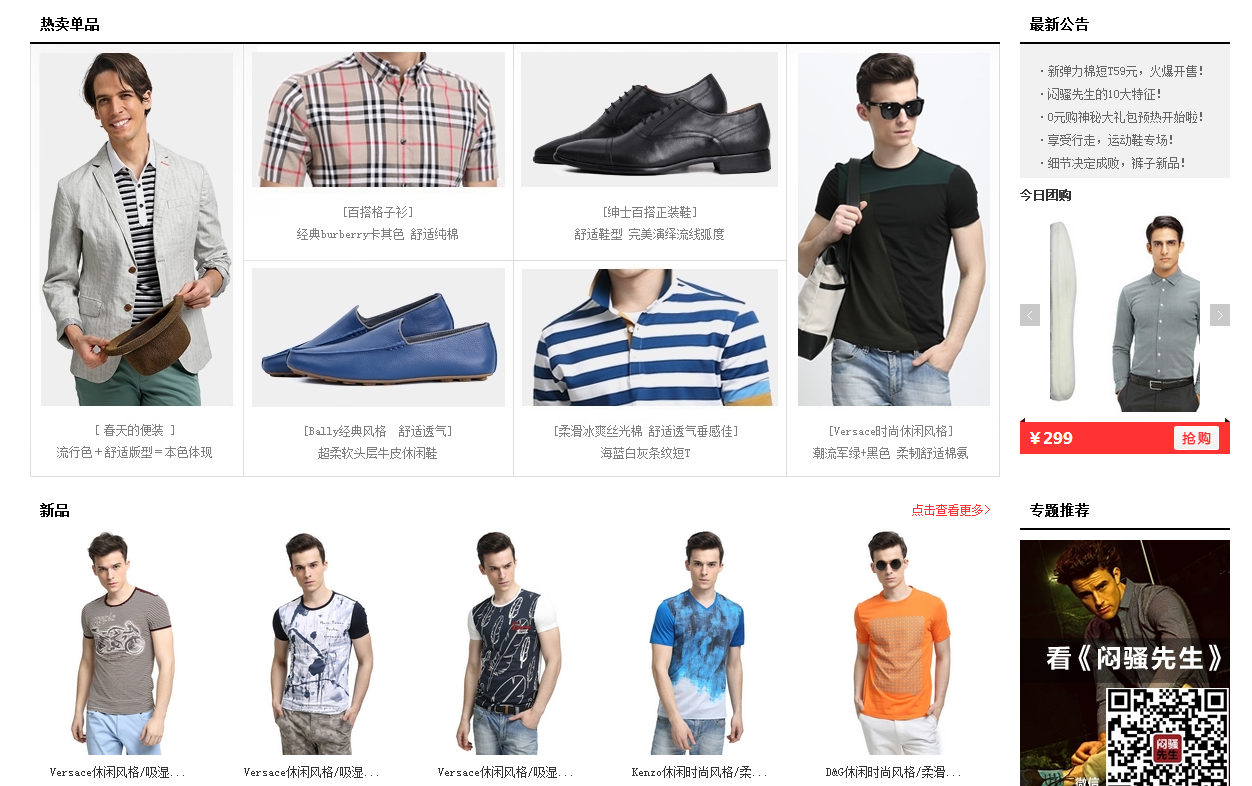 热卖单品
[ 春天的便装 ]
流行色＋舒适版型＝本色体现
[百搭格子衫]
经典burberry卡其色 舒适纯棉
[绅士百搭正装鞋]
舒适鞋型 完美演绎流线弧度
[Bally经典风格  舒适透气]
超柔软头层牛皮休闲鞋
[柔滑冰爽丝光棉 舒适透气垂感佳]
海蓝白灰条纹短T
[Versace时尚休闲风格]
潮流军绿+黑色 柔韧舒适棉氨
最新公告
·新弹力棉短T59元，火爆开售！
·闷骚先生的10大特征！
·0元购神秘大礼包预热开始啦！
·享受行走，运动鞋专场！
·细节决定成败，裤子新品！
今日团购
¥299
抢购
新品
点击查看更多>
Versace休闲风格/吸湿...
Versace休闲风格/吸湿...
Versace休闲风格/吸湿...
Kenzo休闲时尚风格/柔...
D&G休闲时尚风格/柔滑...
专题推荐
看《闷骚先生》
闷骚
先生
微信